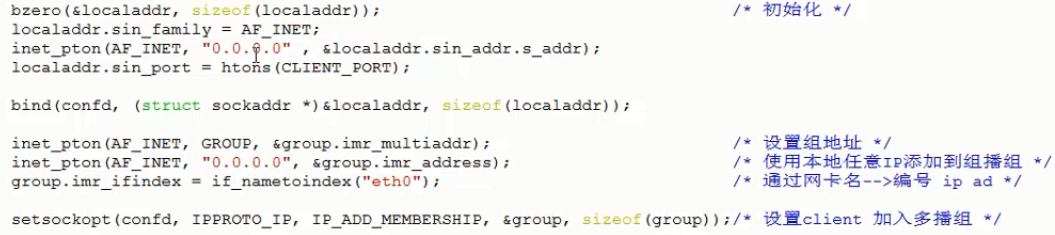 bzero(&localaddr, sizeof(localaddr)); /* 初始化 */
localaddr.sin_family = AF_INET;
inet_pton(AF_INET, "0.0.0.0" , &localaddr.sin_addr.s_addr);
localaddr.sin_port = htons(CLIENT_PORT);
bind(confd, (struct sockaddr *)&localaddr, sizeof(localaddr));
inet_pton(AF_INET, GROUP, &group.imr_multiaddr); /* 设置组地址 */
inet_pton(AF_INET, "0.0.0.0", &group.imr_address); /* 使用本地任意IP添加到组播组 */
group.imr_ifindex = if_nametoindex("eth0"); /* 通过网卡名-->编号 ip ad */
setsockopt(confd, IPPROTO_IP, IP_ADD_MEMBERSHIP, &group, sizeof(group));/* 设置client 加入多播组 */